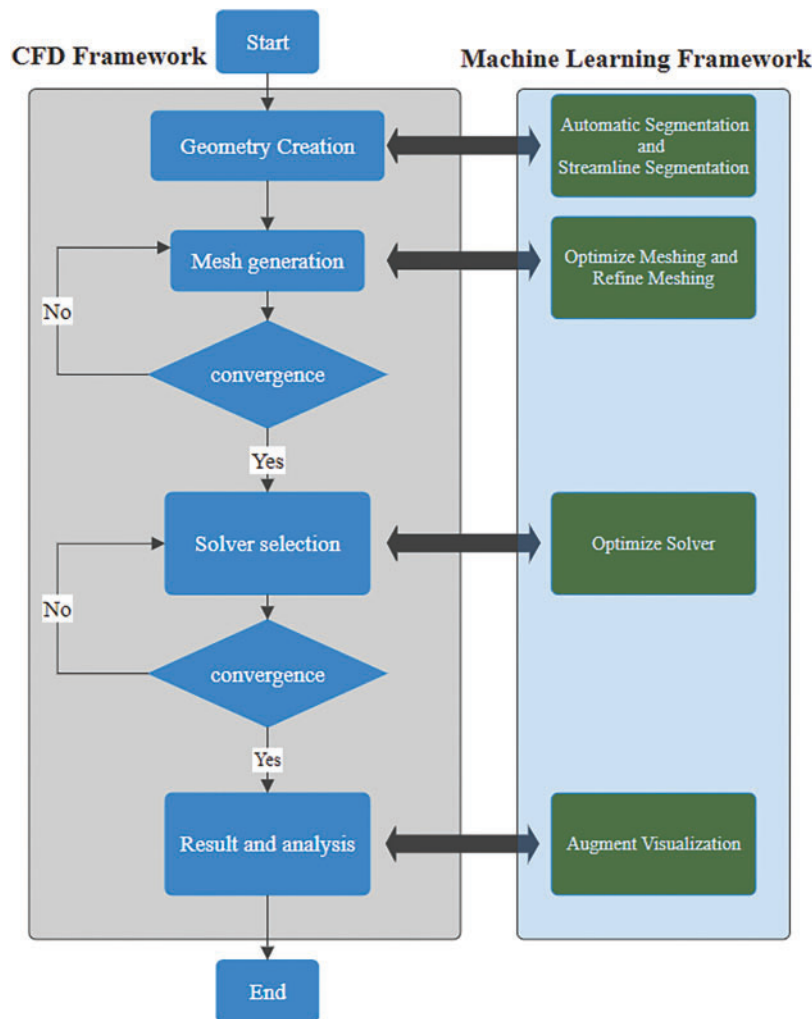 Start
CFD Framework
Machine Learning Framework
Geometry Creation
Automatic Segmentation
and
Streamline Segmentation
Mesh generation
Optimize Meshing and
Refine Meshing
No
convergence
Yes
Solver selection
Optimize Solver
No
convergence
Yes
Result and analysis
Augment Visualization
End